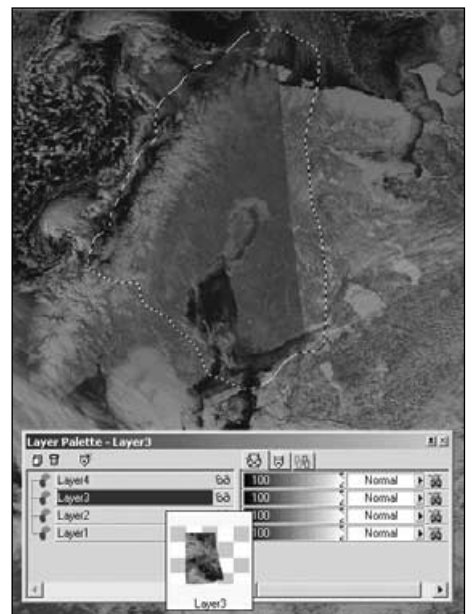 Layer Palette - Layer3
Layer4 100 Normal
Layer3 100 Normal
Layer2 100 Normal
Layer1 100 Normal
Layer3